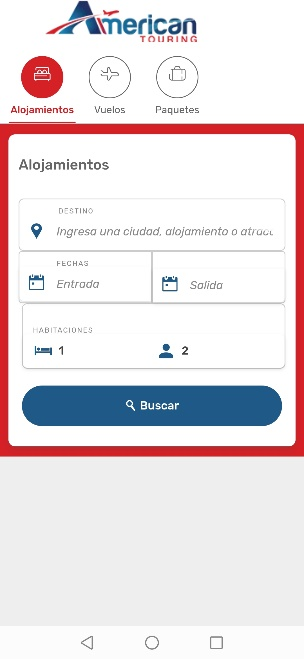 American
TOURING
Alojamientos Vuelos Paquetes
Alojamientos
DESTINO
Ingresa una ciudad, alojamiento o atracc
FECHAS
Entrada Salida
HABITACIONES
1 2
Buscar